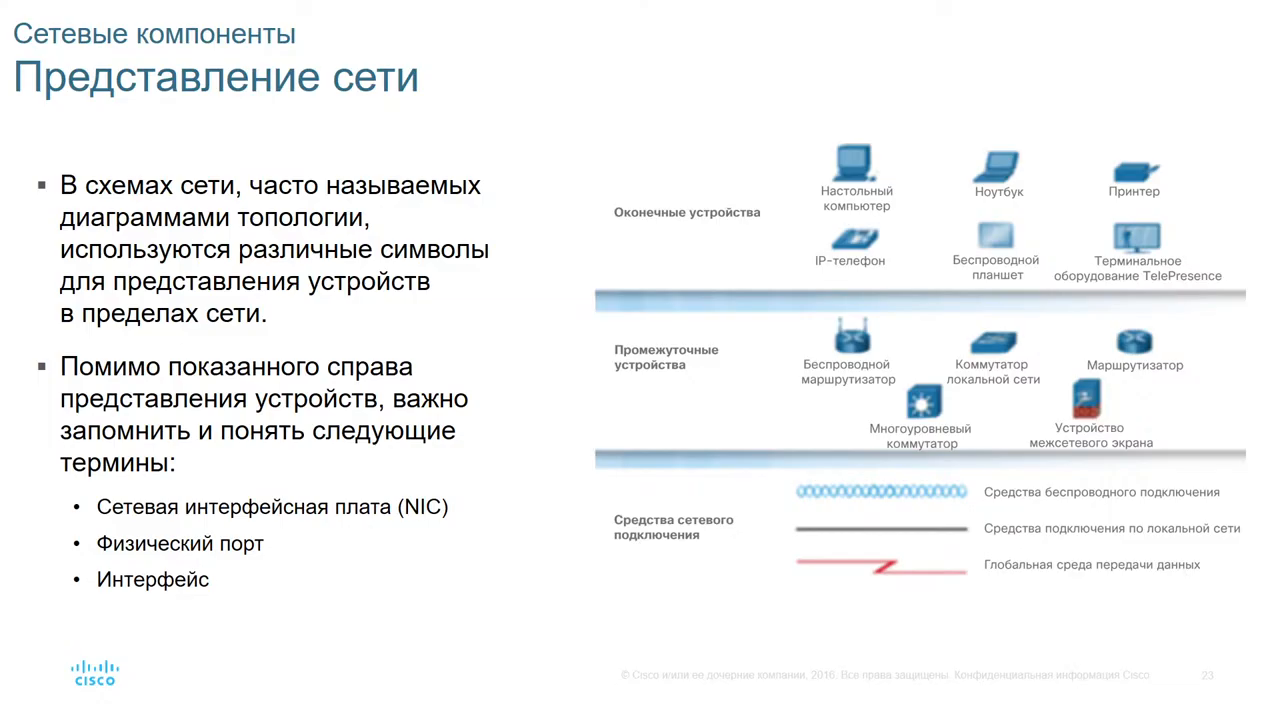 Сетевые компоненты
Представление сети
▪ В схемах сети, часто называемых
диаграммами топологии,
используются различные символы
для представления устройств
в пределах сети.
▪ Помимо показанного справа
представления устройств, важно
запомнить и понять следующие
термины:
• Сетевая интерфейсная плата (NIC)
• Физический порт
• Интерфейс
Оконечные устройства
Настольный
компьютер
Ноутбук
Принтер
IP-телефон
Беспроводной
планшет
Терминальное
оборудование TelePresence
Промежуточные
устройства
Беспроводной
маршрутизатор
Коммутатор
локальной сети
Маршрутизатор
Многоуровневый
коммутатор
Устройство
межсетевого экрана
Средства сетевого
подключения
Средства беспроводного подключения
Средства подключения по локальной сети
Глобальная среда передачи данных
CISCO
© Cisco и/или ее дочерние компании, 2016. Все права защищены. Конфиденциальная информация Cisco
23